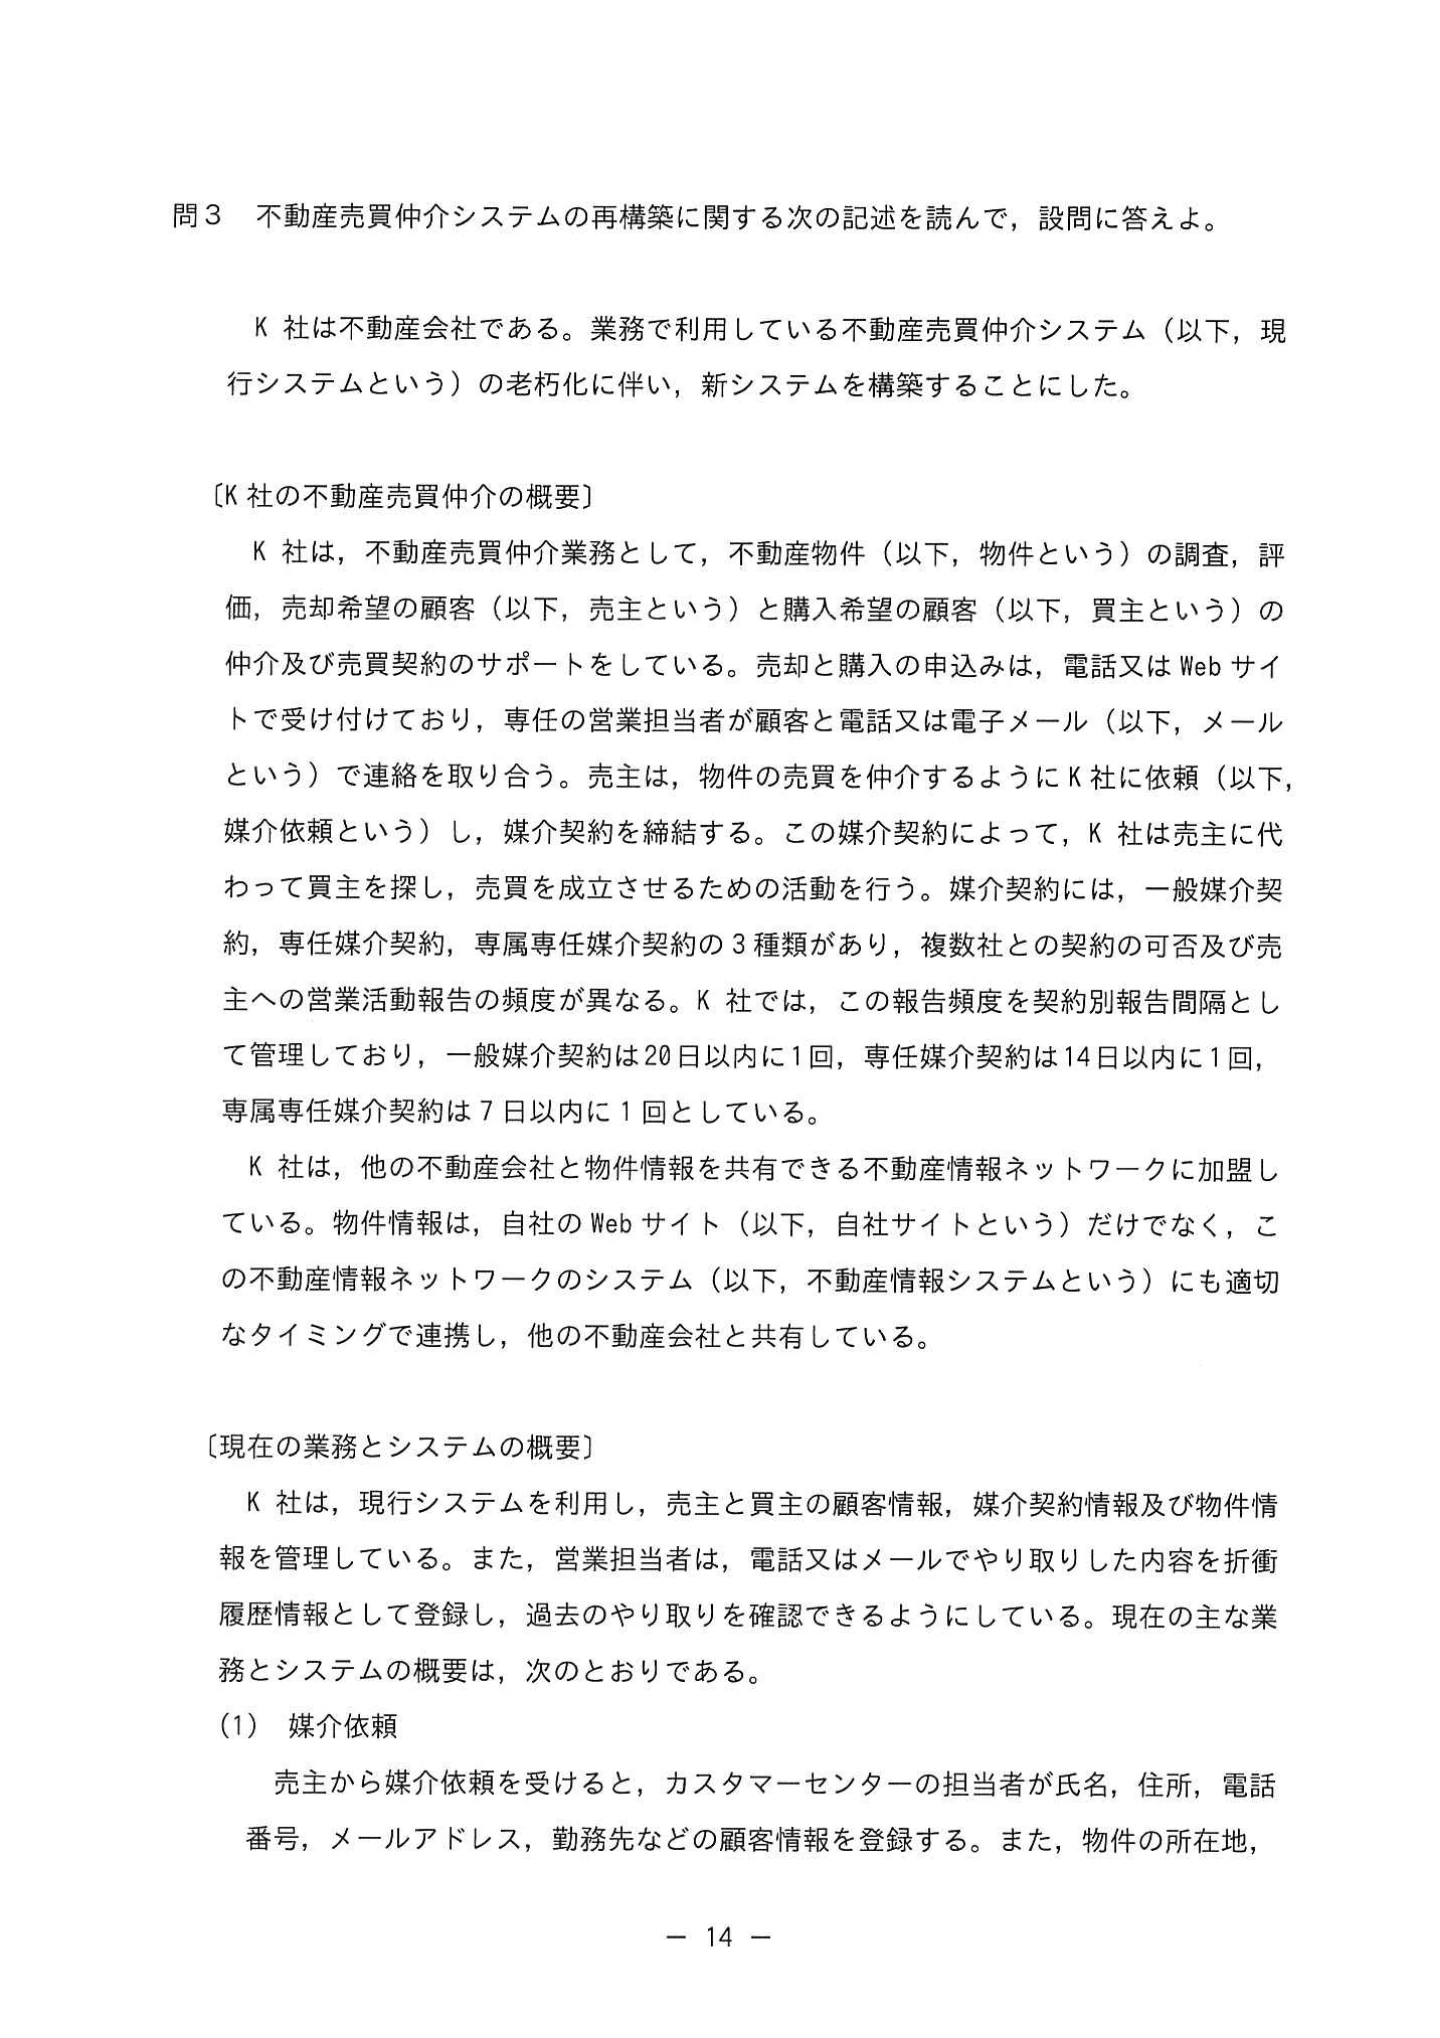 問3　不動産売買仲介システムの再構築に関する次の記述を読んで，設問に答えよ。
K 社は不動産会社である。業務で利用している不動産売買仲介システム（以下，現
行システムという）の老朽化に伴い，新システムを構築することにした。
〔K 社の不動産売買仲介の概要〕
K 社は，不動産売買仲介業務として，不動産物件（以下，物件という）の調査，評
価，売却希望の顧客（以下，売主という）と購入希望の顧客（以下，買主という）の
仲介及び売買契約のサポートをしている。売却と購入の申込みは，電話又は Web サイ
トで受け付けており，専任の営業担当者が顧客と電話又は電子メール（以下，メール
という）で連絡を取り合う。売主は，物件の売買を仲介するように K 社に依頼（以下，
媒介依頼という）し，媒介契約を締結する。この媒介契約によって，K 社は売主に代
わって買主を探し，売買を成立させるための活動を行う。媒介契約には，一般媒介契
約，専任媒介契約，専属専任媒介契約の 3 種類があり，複数社との契約の可否及び売
主への営業活動報告の頻度が異なる。K 社では，この報告頻度を契約別報告間隔とし
て管理しており，一般媒介契約は20日以内に1回，専任媒介契約は14日以内に1回，
専属専任媒介契約は 7 日以内に 1 回としている。
K 社は，他の不動産会社と物件情報を共有できる不動産情報ネットワークに加盟し
ている。物件情報は，自社の Web サイト（以下，自社サイトという）だけでなく，こ
の不動産情報ネットワークのシステム（以下，不動産情報システムという）にも適切
なタイミングで連携し，他の不動産会社と共有している。
〔現在の業務とシステムの概要〕
K 社は，現行システムを利用し，売主と買主の顧客情報，媒介契約情報及び物件情
報を管理している。また，営業担当者は，電話又はメールでやり取りした内容を折衝
履歴情報として登録し，過去のやり取りを確認できるようにしている。現在の主な業
務とシステムの概要は，次のとおりである。
(1)　媒介依頼
売主から媒介依頼を受けると，カスタマーセンターの担当者が氏名，住所，電話
番号，メールアドレス，勤務先などの顧客情報を登録する。また，物件の所在地，
－ 14 －